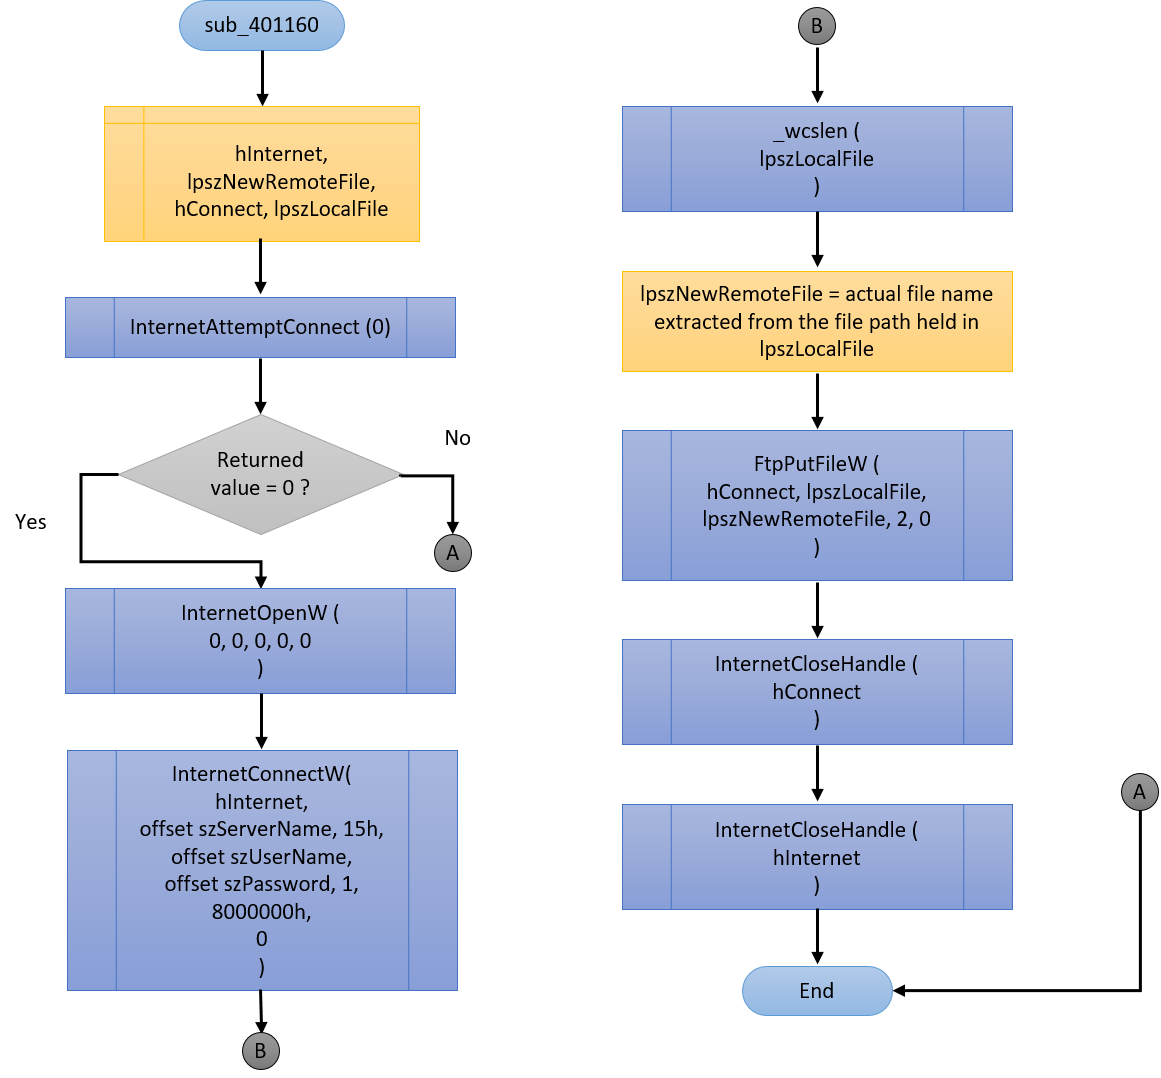 sub_401160
hInternet,
lpszNewRemoteFile,
hConnect, lpszLocalFile
InternetAttemptConnect (0)
Returned
value = 0 ?
No
Yes
A
InternetOpenW (
0, 0, 0, 0, 0
)
InternetConnectW(
hInternet,
offset szServerName, 15h,
offset szUserName,
offset szPassword, 1,
8000000h,
0
)
B
B
_wcslen (
lpszLocalFile
)
lpszNewRemoteFile = actual file name
extracted from the file path held in
lpszLocalFile
FtpPutFileW (
hConnect, lpszLocalFile,
lpszNewRemoteFile, 2, 0
)
InternetCloseHandle (
hConnect
)
InternetCloseHandle (
hInternet
)
A
End